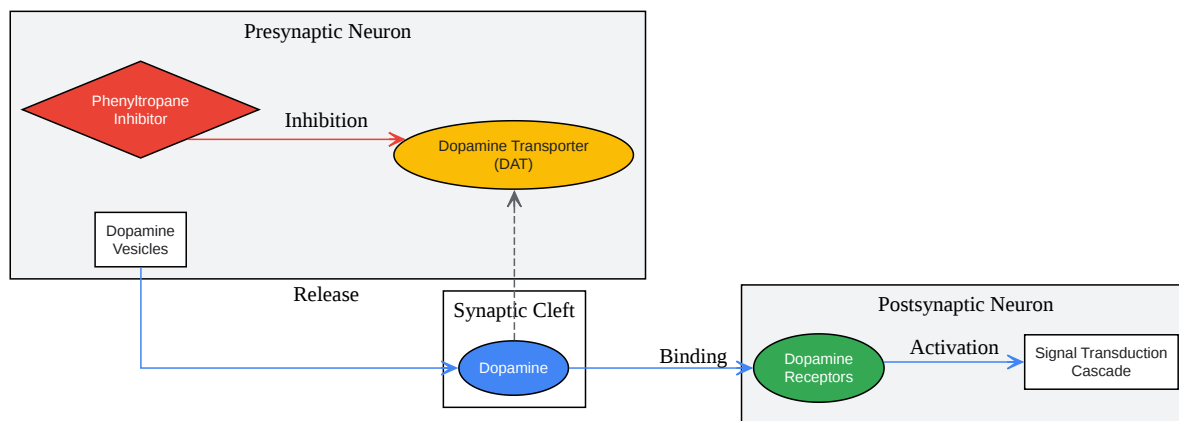 Presynaptic Neuron
Phenyltropane
Inhibitor
Inhibition
Dopamine Transporter
(DAT)
Dopamine
Vesicles
Release
Synaptic Cleft
Dopamine
Binding
Postsynaptic Neuron
Dopamine
Receptors
Activation
Signal Transduction
Cascade